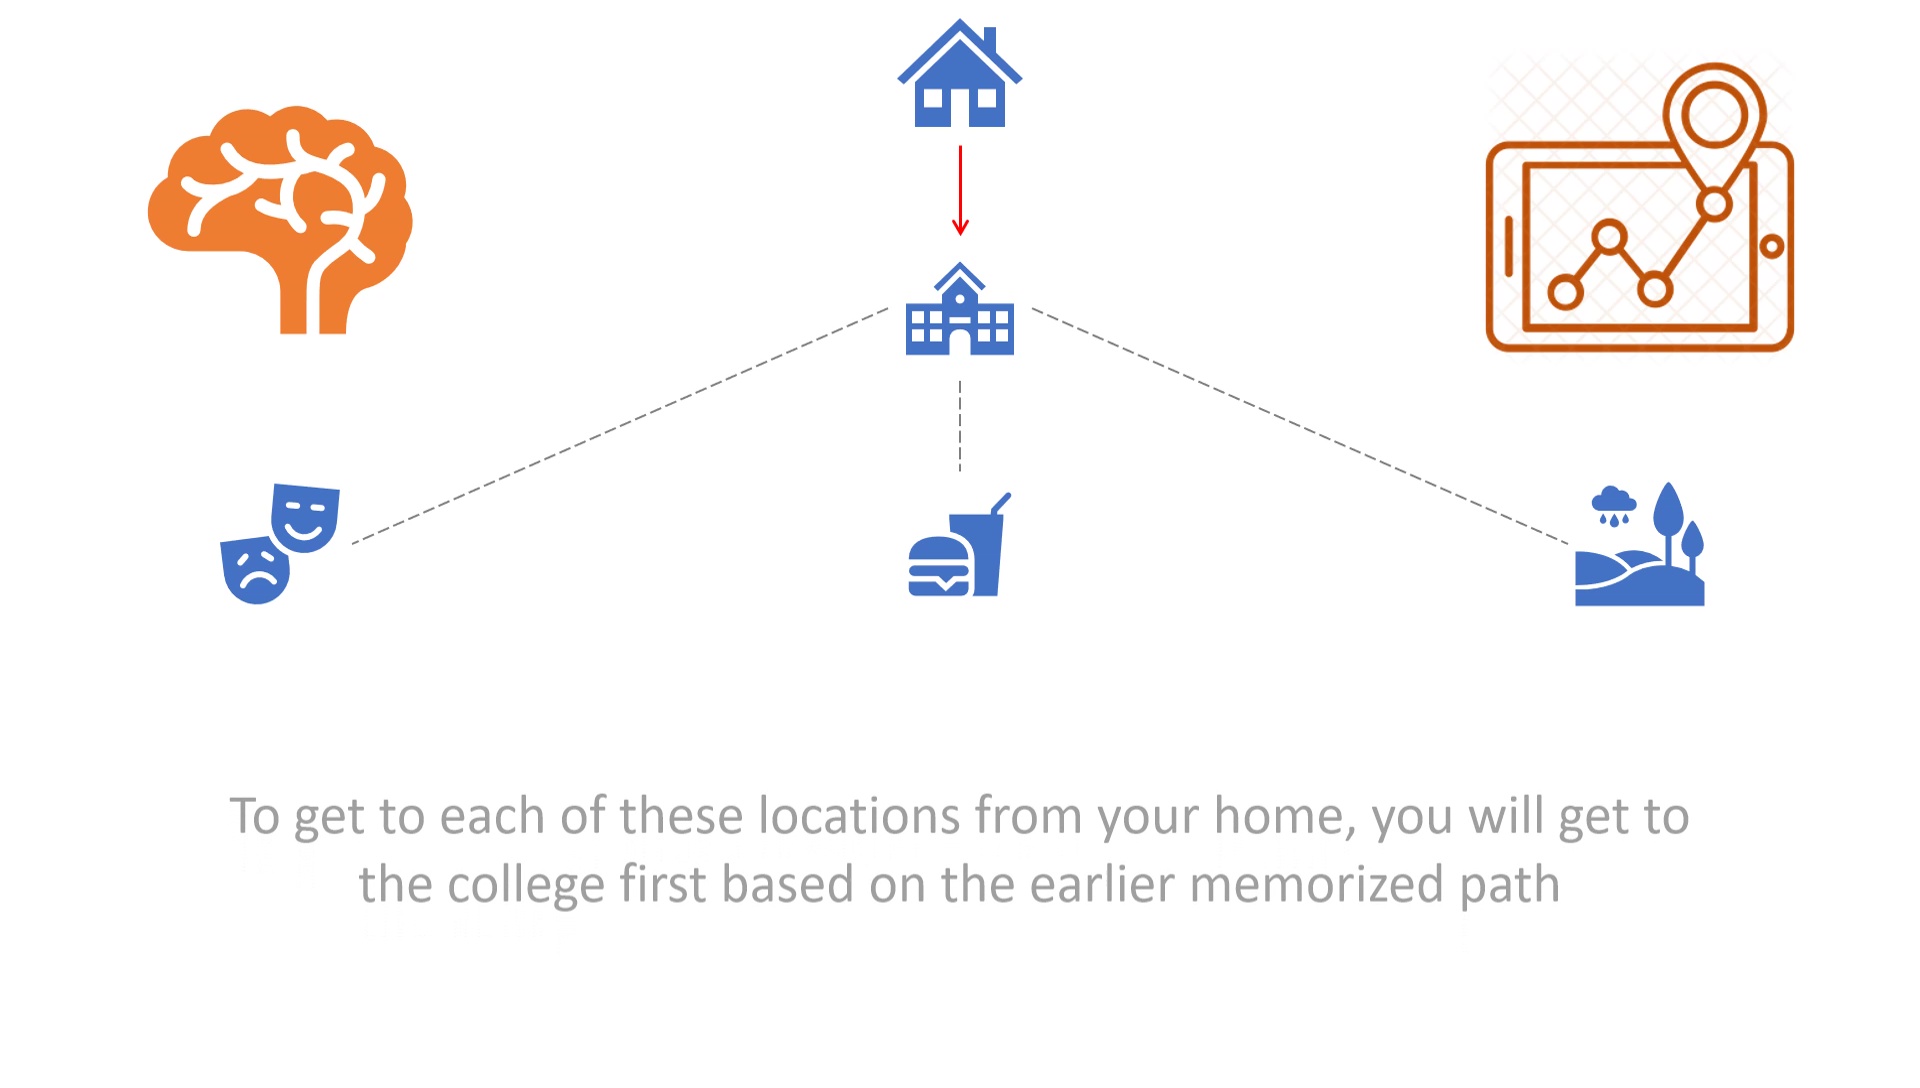 To get to each of these locations from your home, you will get to
the college first based on the earlier memorized path